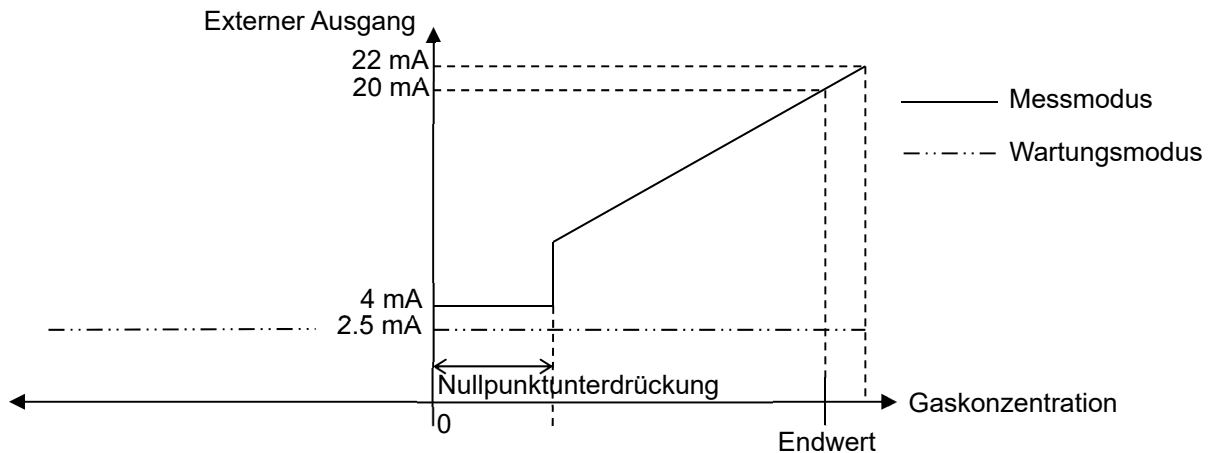 Externer Ausgang
22 mA
20 mA
Messmodus
Wartungsmodus
4 mA
2.5 mA
Nullpunktunterdrückung
Gaskonzentration
0
Endwert